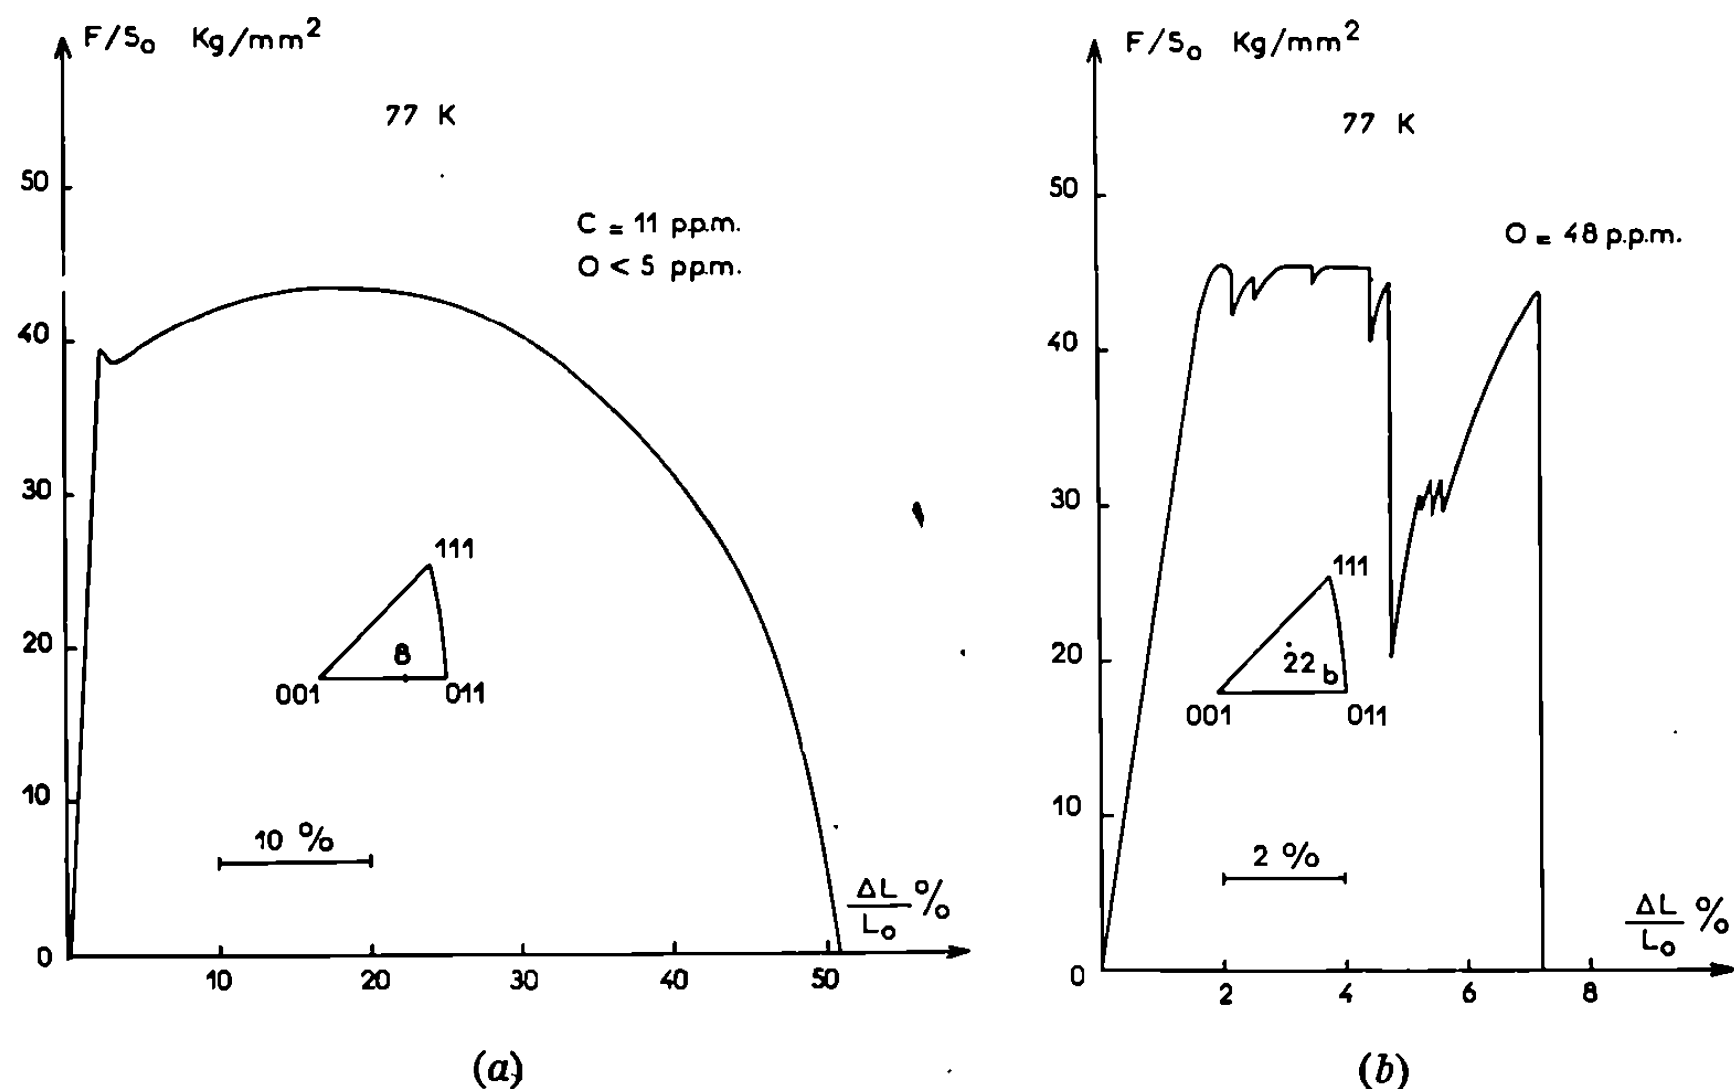 F/S₀ Kg/mm²
77 K
50
C ≃ 11 p.p.m.
O < 5 p.p.m.
40
30
111
20
8
001
011
10
10 %
ΔL/L₀ %
0
10
20
30
40
50
(a)
F/S₀ Kg/mm²
77 K
50
O = 48 p.p.m.
40
30
111
20
22 b
001
011
10
2 %
ΔL/L₀ %
0
2
4
6
8
(b)